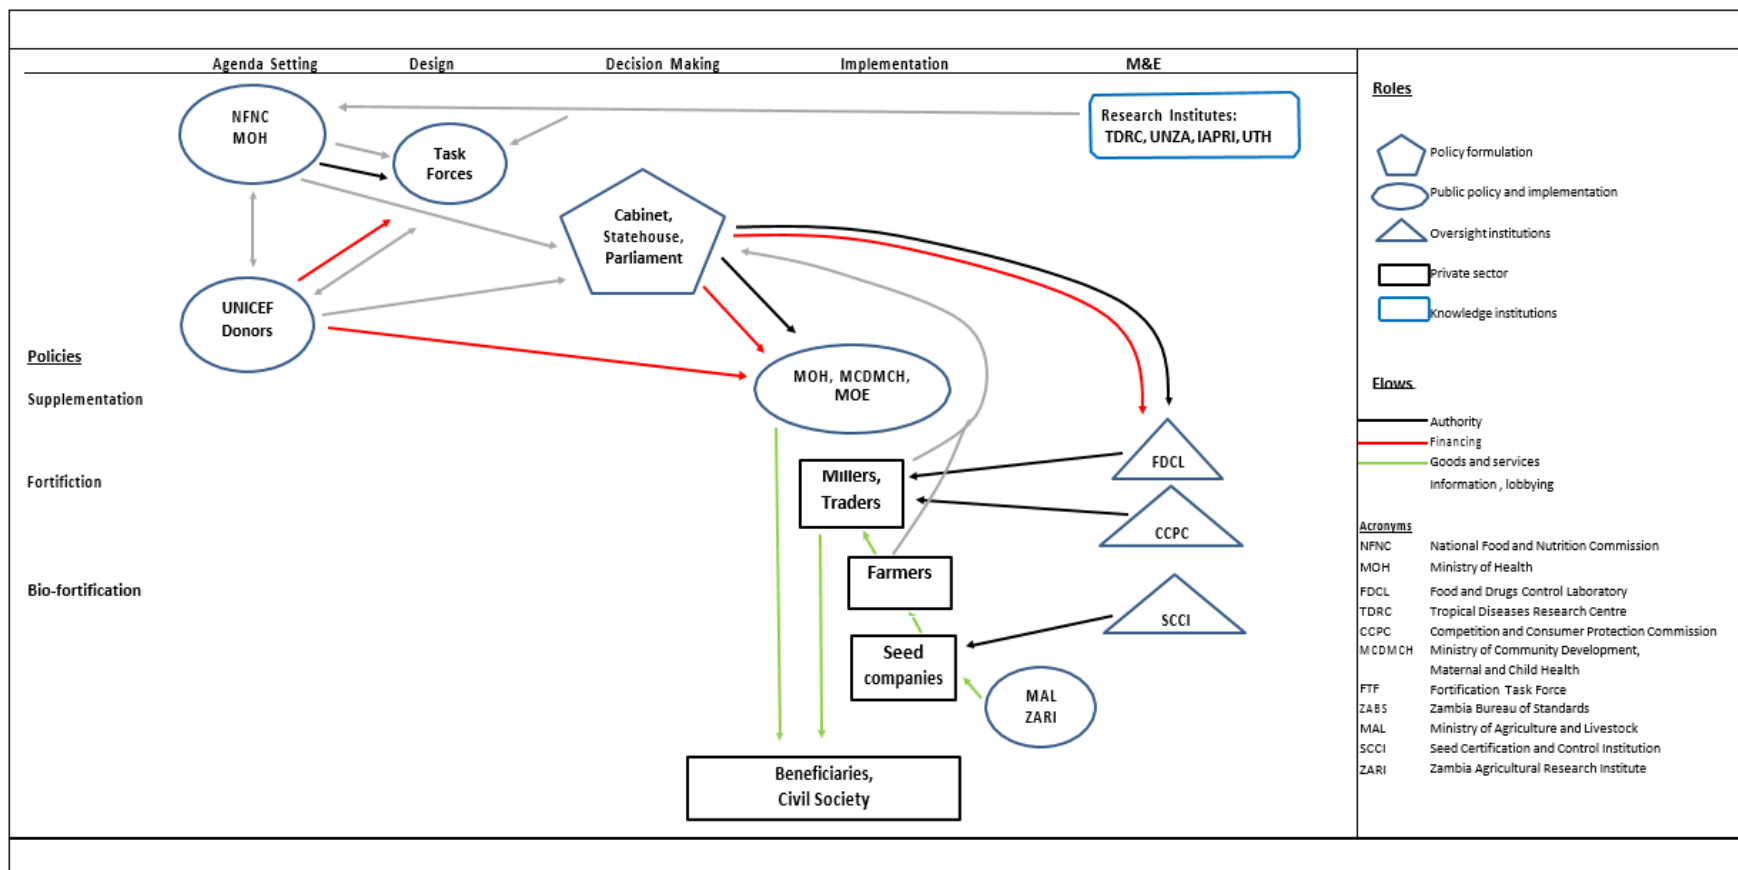 Agenda Setting Design Decision Making Implementation M&E
NFNC
MOH
Task
Forces
Research Institutes:
TDRC, UNZA, IAPRI, UTH
Cabinet,
Statehouse,
Parliament
UNICEF
Donors
Policies
Supplementation
Fortifiction
Bio-fortification
MOH, MCDMCH,
MOE
Millers,
Traders
Farmers
Seed
companies
MAL
ZARI
FDCL
CCPC
SCCI
Beneficiaries,
Civil Society
Roles
Policy formulation
Public policy and implementation
Oversight institutions
Private sector
Knowledge institutions
Flows
Authority
Financing
Goods and services
Information , lobbying
Acronyms
NFNC National Food and Nutrition Commission
MOH Ministry of Health
FDCL Food and Drugs Control Laboratory
TDRC Tropical Diseases Research Centre
CCPC Competition and Consumer Protection Commission
MCDMCH Ministry of Community Development,
Maternal and Child Health
FTF Fortification Task Force
ZABS Zambia Bureau of Standards
MAL Ministry of Agriculture and Livestock
SCCI Seed Certification and Control Institution
ZARI Zambia Agricultural Research Institute